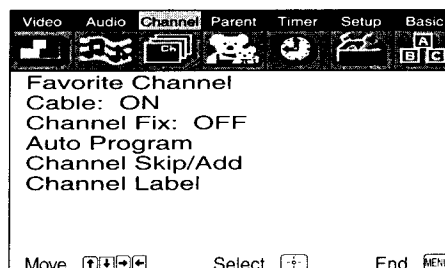 Video Audio Channel Parent Timer Setup Basic
Ch A B C
Favorite Channel
Cable: ON
Channel Fix: OFF
Auto Program
Channel Skip/Add
Channel Label
Move Select End MENU